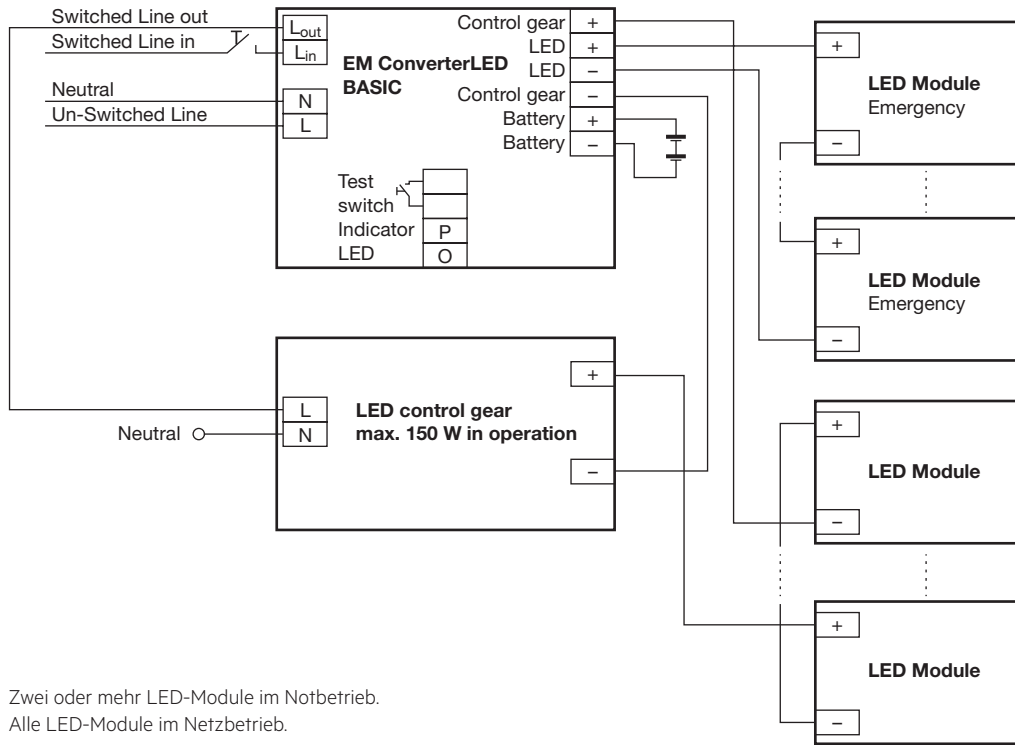 Switched Line out
Switched Line in
Neutral
Un-Switched Line
Lout
Lin
N
L
EM ConverterLED
BASIC
Control gear +
LED +
LED –
Control gear –
Battery +
Battery –
Test
switch
Indicator P
LED O
+
LED Module
Emergency
–
+
LED Module
Emergency
–
L
N
Neutral
LED control gear
max. 150 W in operation
+
–
+
LED Module
–
+
LED Module
–
Zwei oder mehr LED-Module im Notbetrieb.
Alle LED-Module im Netzbetrieb.